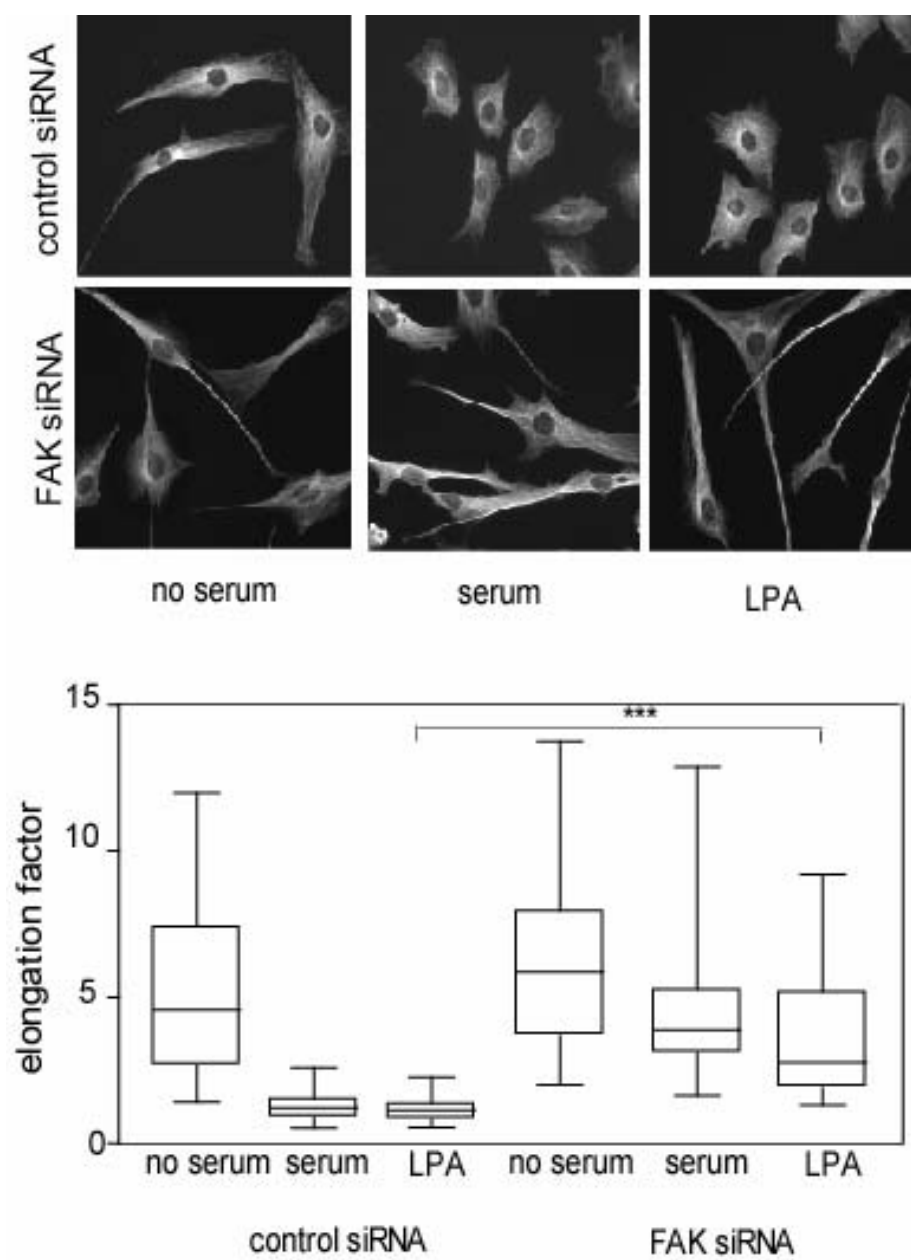 control siRNA
FAK siRNA
no serum serum LPA
15
***
10
elongation factor
5
0
no serum serum LPA no serum serum LPA
control siRNA FAK siRNA